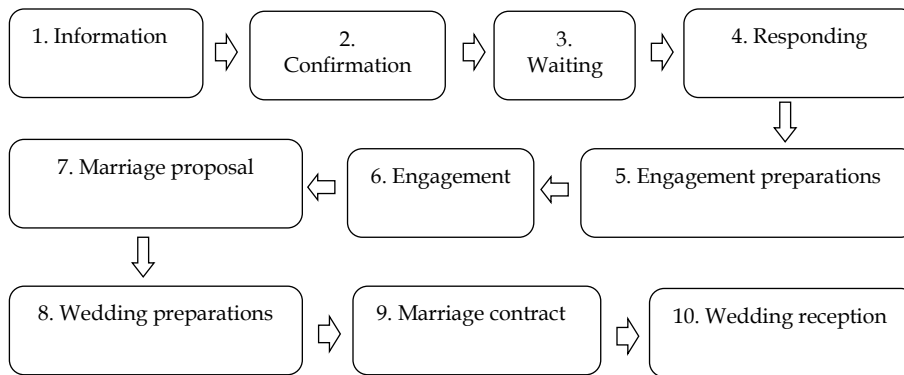 1. Information
2.
Confirmation
3.
Waiting
4. Responding
7. Marriage proposal
6. Engagement
5. Engagement preparations
8. Wedding preparations
9. Marriage contract
10. Wedding reception